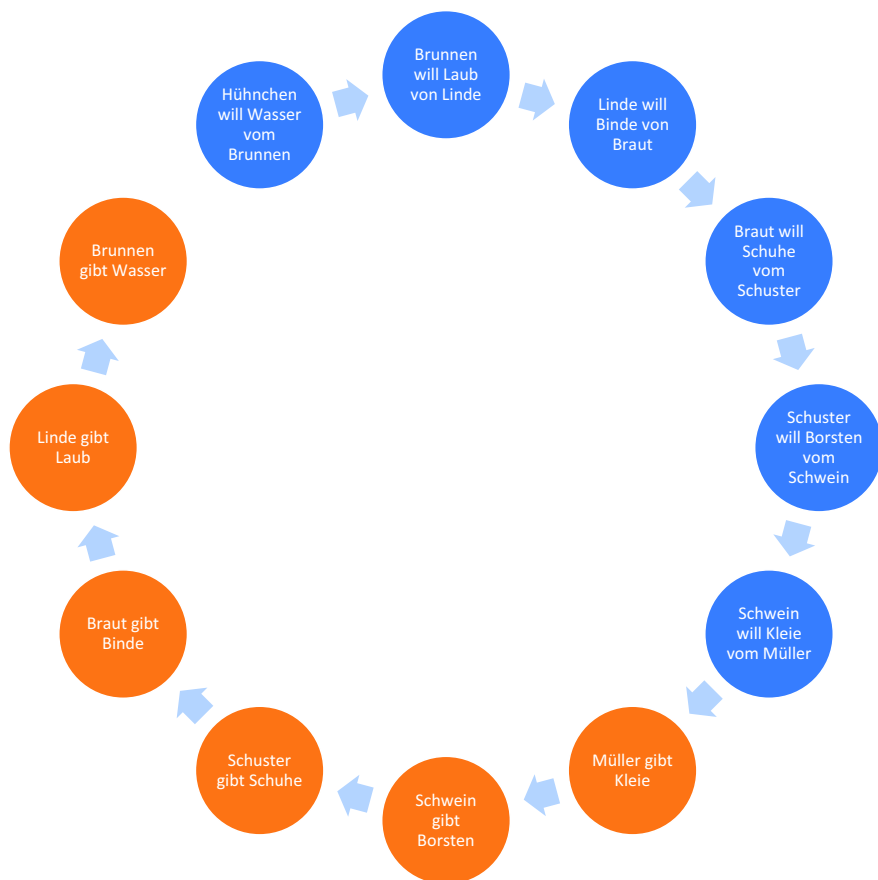 Hühnchen
will Wasser
vom
Brunnen
Brunnen
will Laub
von Linde
Linde will
Binde von
Braut
Braut will
Schuhe
vom
Schuster
Schuster
will Borsten
vom
Schwein
Schwein
will Kleie
vom Müller
Müller gibt
Kleie
Schwein
gibt
Borsten
Schuster
gibt Schuhe
Braut gibt
Binde
Linde gibt
Laub
Brunnen
gibt Wasser